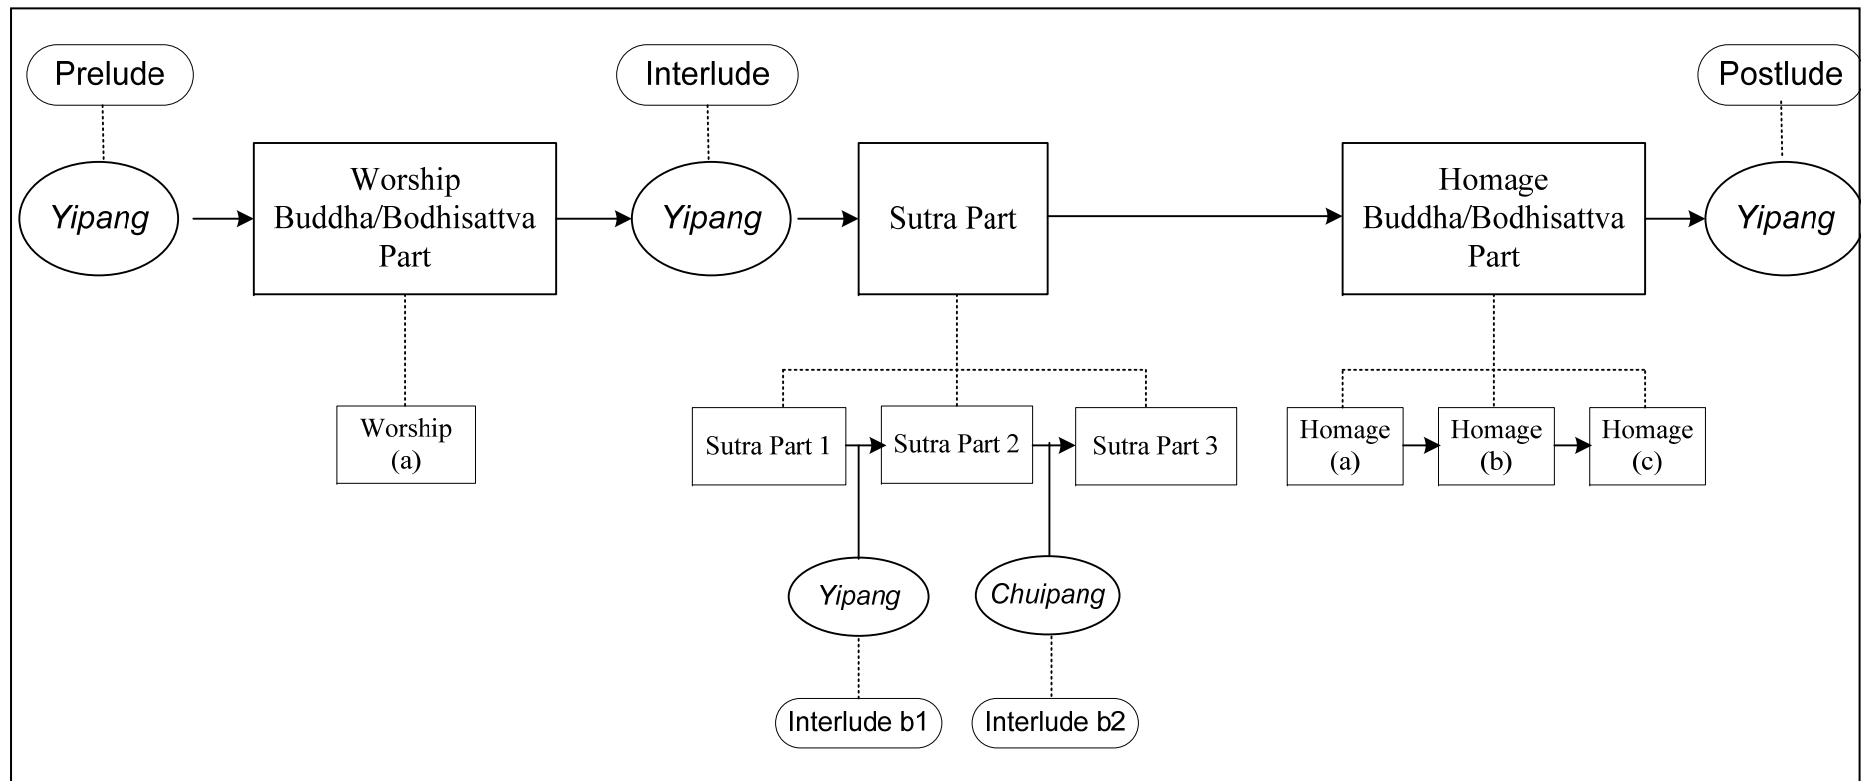 Prelude
Interlude
Postlude
Yipang
Worship
Buddha/Bodhisattva
Part
Yipang
Sutra Part
Homage
Buddha/Bodhisattva
Part
Yipang
Worship
(a)
Sutra Part 1
Sutra Part 2
Sutra Part 3
Homage
(a)
Homage
(b)
Homage
(c)
Yipang
Chuipang
Interlude b1
Interlude b2